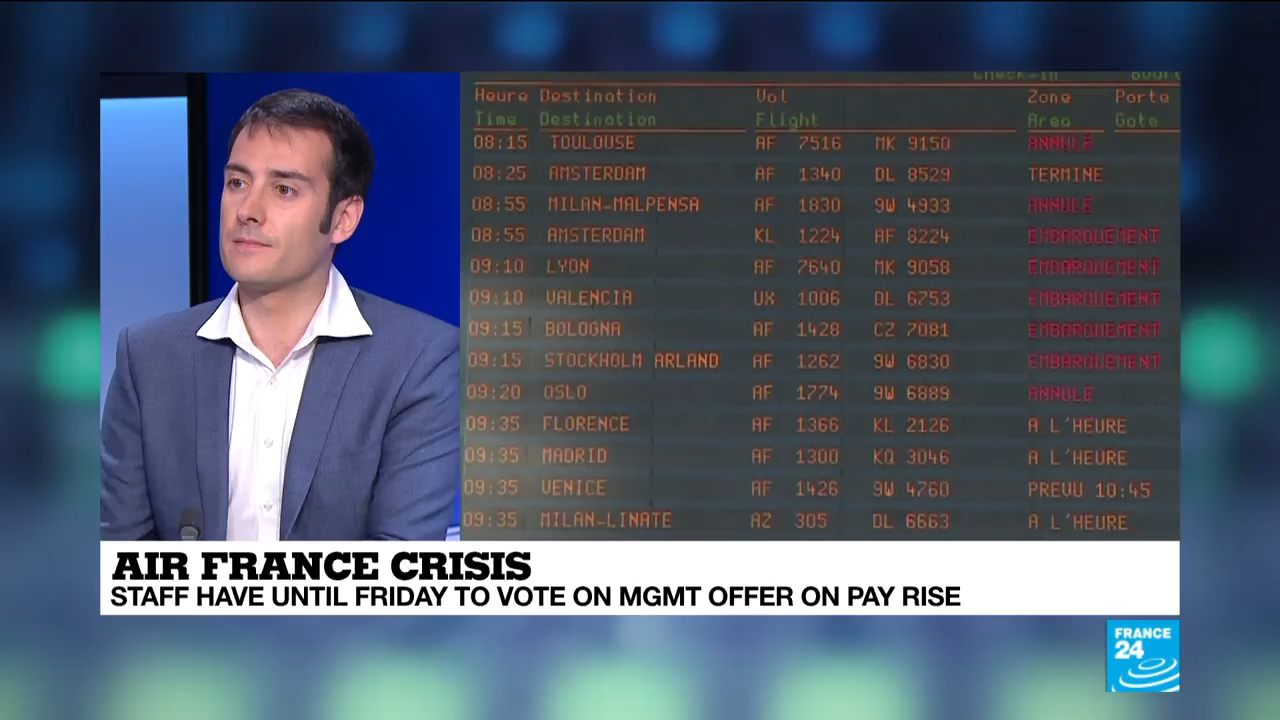 Heure Destination Vol Zone Porte
Time Destination Flight Area Gate
08:15 TOULOUSE AF 7516 MK 9150 ANNULE
08:25 AMSTERDAM AF 1340 DL 8529 TERMINE
08:55 MILAN-MALPENSA AF 1830 9W 4933 ANNULE
08:55 AMSTERDAM KL 1224 AF 8224 EMBARQUEMENT
09:10 LYON AF 7640 MK 9058 EMBARQUEMENT
09:10 VALENCIA UX 1006 DL 6753 EMBARQUEMENT
09:15 BOLOGNA AF 1428 CZ 7081 EMBARQUEMENT
09:15 STOCKHOLM ARLAND AF 1262 9W 6830 EMBARQUEMENT
09:20 OSLO AF 1774 9W 6889 ANNULE
09:35 FLORENCE AF 1366 KL 2126 A L'HEURE
09:35 MADRID AF 1300 KQ 3046 A L'HEURE
09:35 VENICE AF 1426 9W 4760 PREVU 10:45
09:35 MILAN-LINATE AZ 305 DL 6663 A L'HEURE
AIR FRANCE CRISIS
STAFF HAVE UNTIL FRIDAY TO VOTE ON MGMT OFFER ON PAY RISE
FRANCE
24